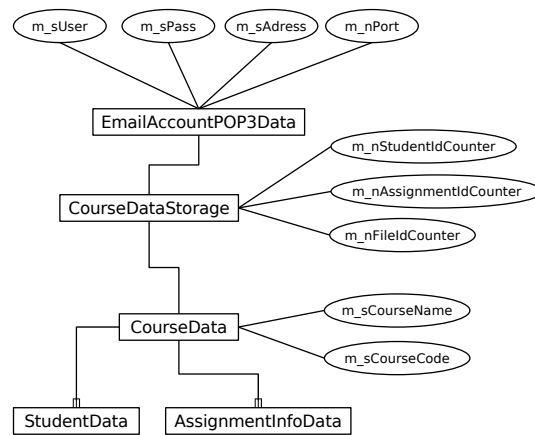 m_sUser
m_sPass
m_sAdress
m_nPort
EmailAccountPOP3Data
m_nStudentIdCounter
m_nAssignmentIdCounter
CourseDataStorage
m_nFileIdCounter
m_sCourseName
CourseData
m_sCourseCode
StudentData
AssignmentInfoData